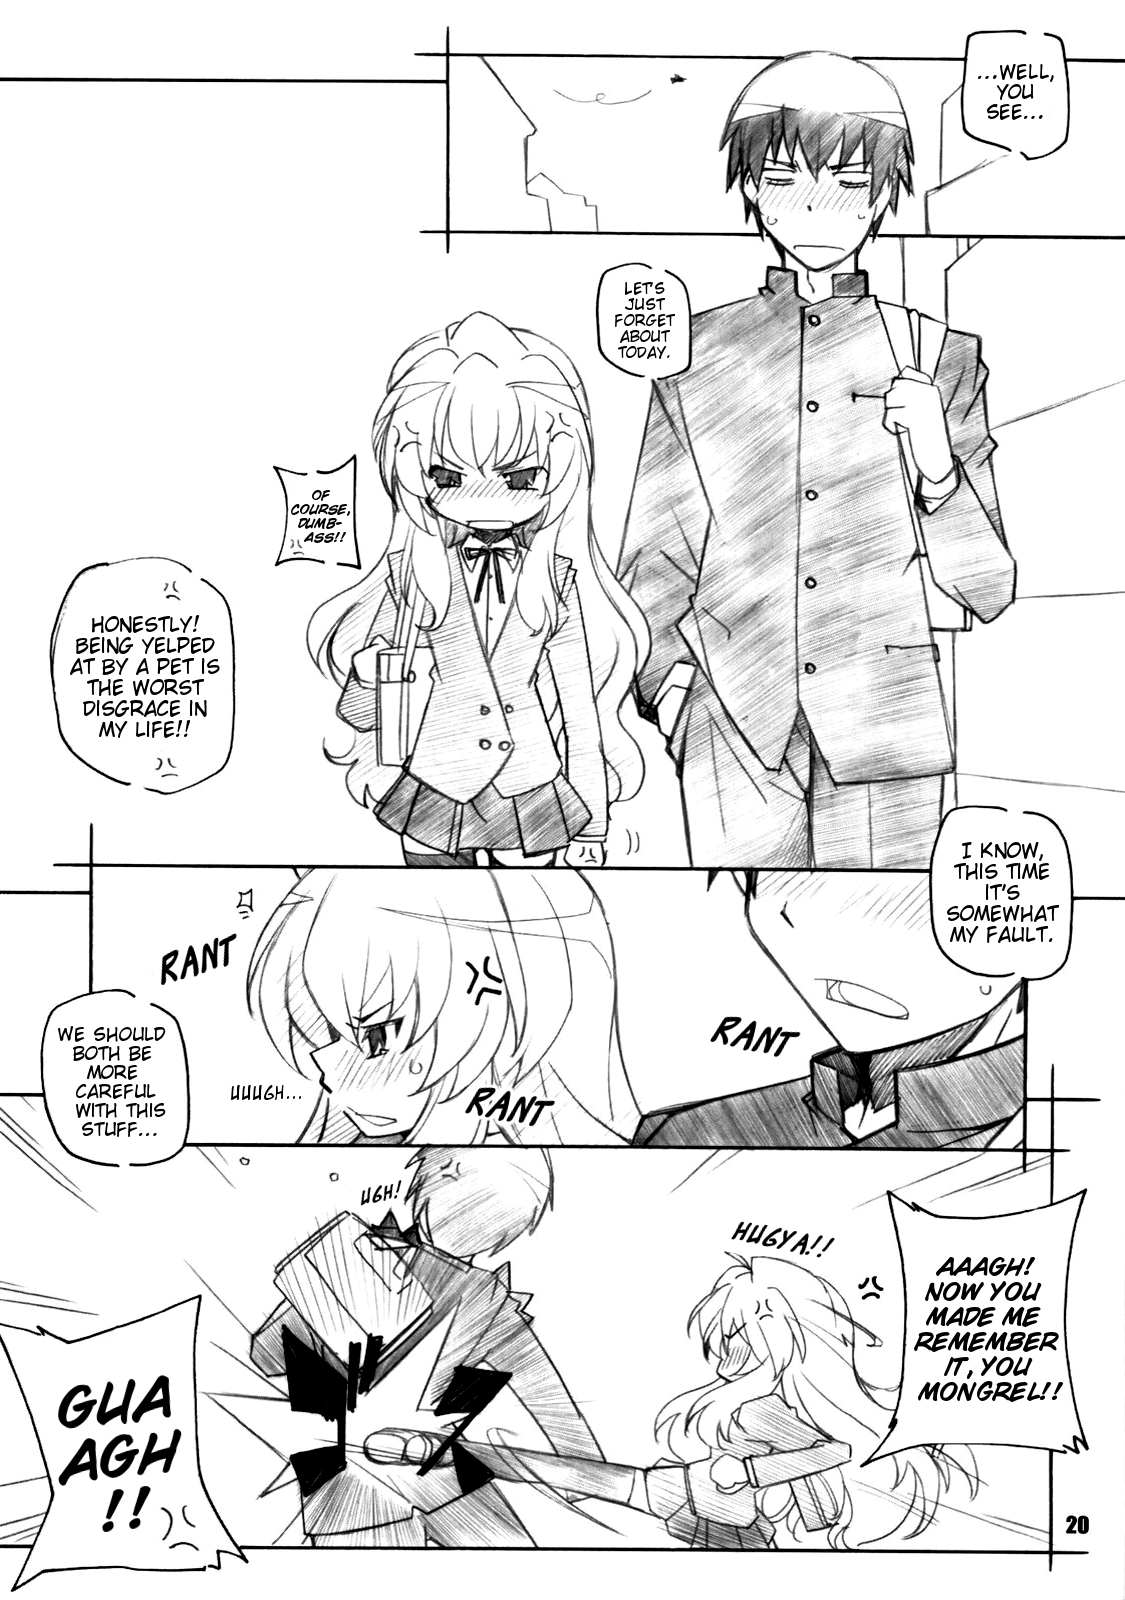 ...WELL,
YOU
SEE...
LET'S
JUST
FORGET
ABOUT
TODAY.
OF
COURSE,
DUMB-
ASS!!
HONESTLY!
BEING YELPED
AT BY A PET IS
THE WORST
DISGRACE IN
MY LIFE!!
I KNOW,
THIS TIME
IT'S
SOMEWHAT
MY FAULT.
RANT
RANT
RANT
UUUGH...
WE SHOULD
BOTH BE
MORE
CAREFUL
WITH THIS
STUFF...
AAAGH!
NOW YOU
MADE ME
REMEMBER
IT, YOU
MONGREL!!
HUGYA!!
UGH!
GUA
AGH
!!
20